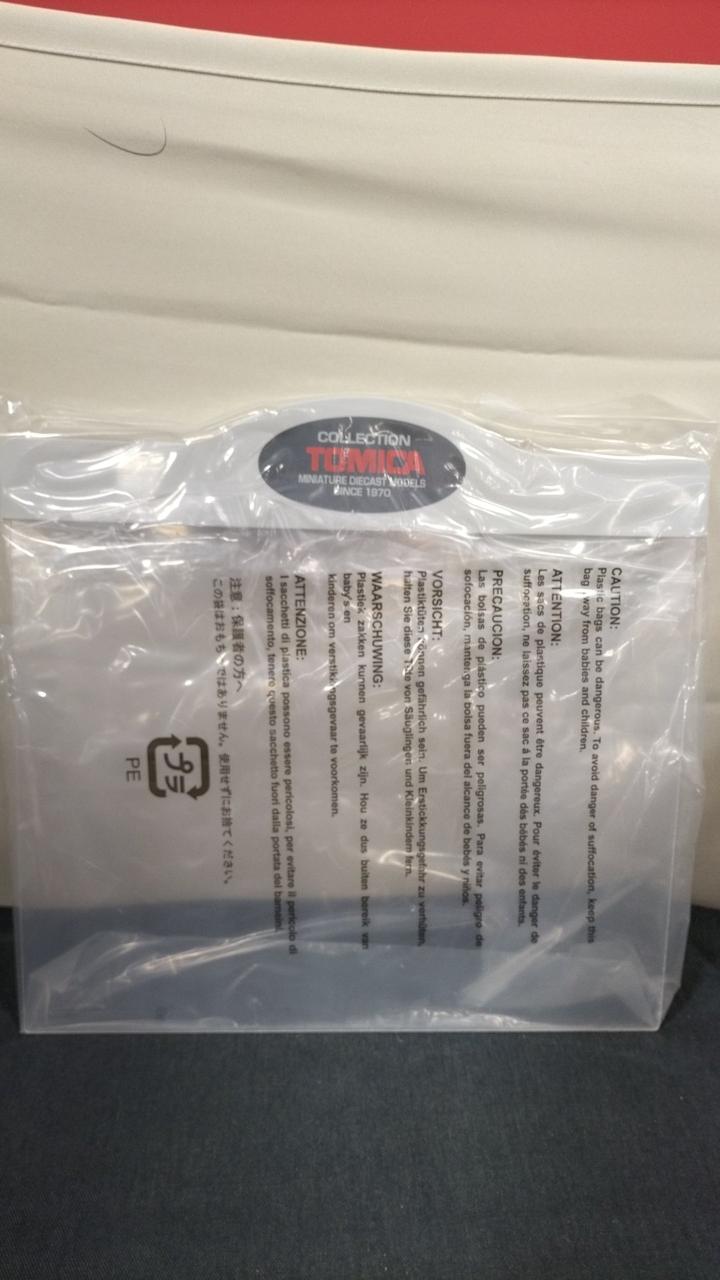 COLLECTION
TOMICA
MINIATURE DIECAST MODELS
SINCE 1970
CAUTION:
Plastic bags can be dangerous. To avoid danger of suffocation, keep this
bag away from babies and children.
ATTENTION:
Les sacs de plastique peuvent être dangereux. Pour éviter le danger de
suffocation, ne laissez pas ce sac à la portée dés bébés ni des enfants.
PRECAUCION:
Las bolsas de plástico pueden ser peligrosas. Para evitar peligro de
sofocación, mantenga la bolsa fuera del alcance de bebés y niños.
VORSICHT:
Plastiktüten können gefährlich sein. Um Erstickkungsgefahr zu verhüten,
halten Sie diese Tüte von Säuglingen und Kleinkindern fern.
WAARSCHUWING:
Plastiek zakken kunnen gevaarlijk zijn. Hou ze dus buiten bereik van
baby's en
kinderen om verstikkingsgevaar te voorkomen.
ATTENZIONE:
I sacchetti di plastica possono essere pericolosi, per evitare il pericolo di
soffocamento, tenere questo sacchetto fuori dalla portata dei bambini.
注意：保護者の方へ
この袋はおもちゃではありません。使用せずにお捨てください。
プラ
PE